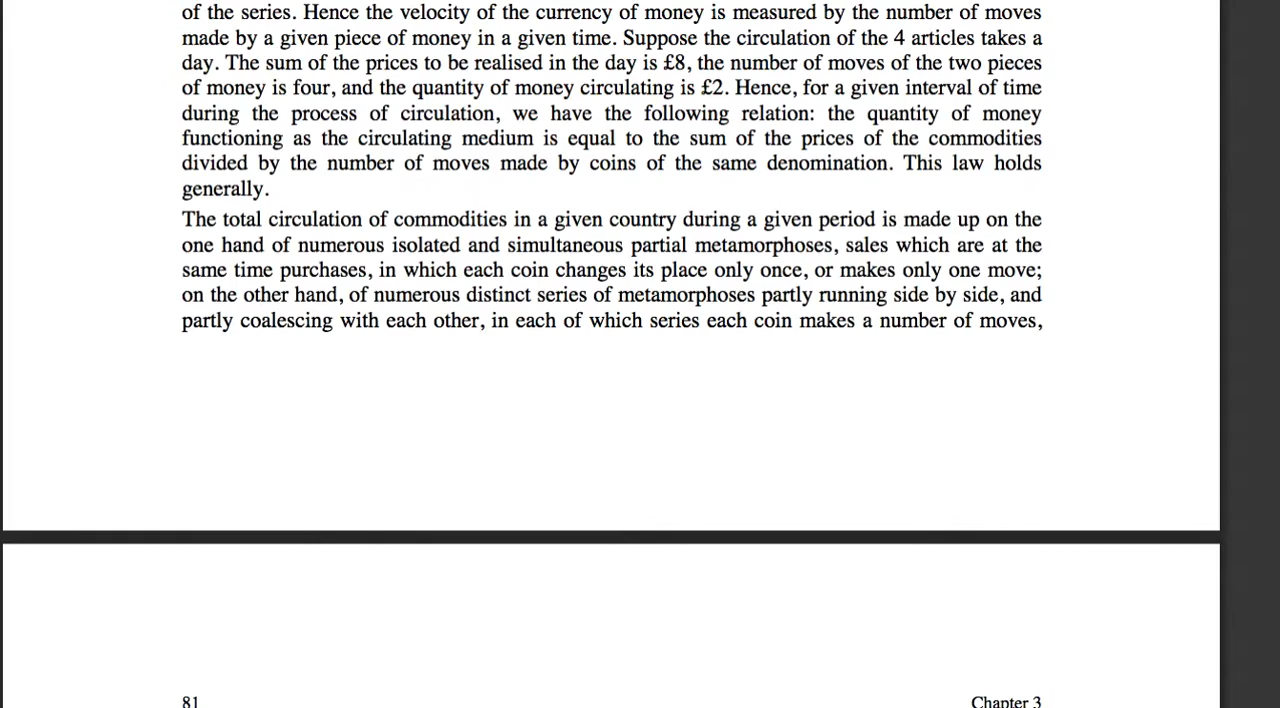 of the series. Hence the velocity of the currency of money is measured by the number of moves
made by a given piece of money in a given time. Suppose the circulation of the 4 articles takes a
day. The sum of the prices to be realised in the day is £8, the number of moves of the two pieces
of money is four, and the quantity of money circulating is £2. Hence, for a given interval of time
during the process of circulation, we have the following relation: the quantity of money
functioning as the circulating medium is equal to the sum of the prices of the commodities
divided by the number of moves made by coins of the same denomination. This law holds
generally.
The total circulation of commodities in a given country during a given period is made up on the
one hand of numerous isolated and simultaneous partial metamorphoses, sales which are at the
same time purchases, in which each coin changes its place only once, or makes only one move;
on the other hand, of numerous distinct series of metamorphoses partly running side by side, and
partly coalescing with each other, in each of which series each coin makes a number of moves,
81 Chapter 3